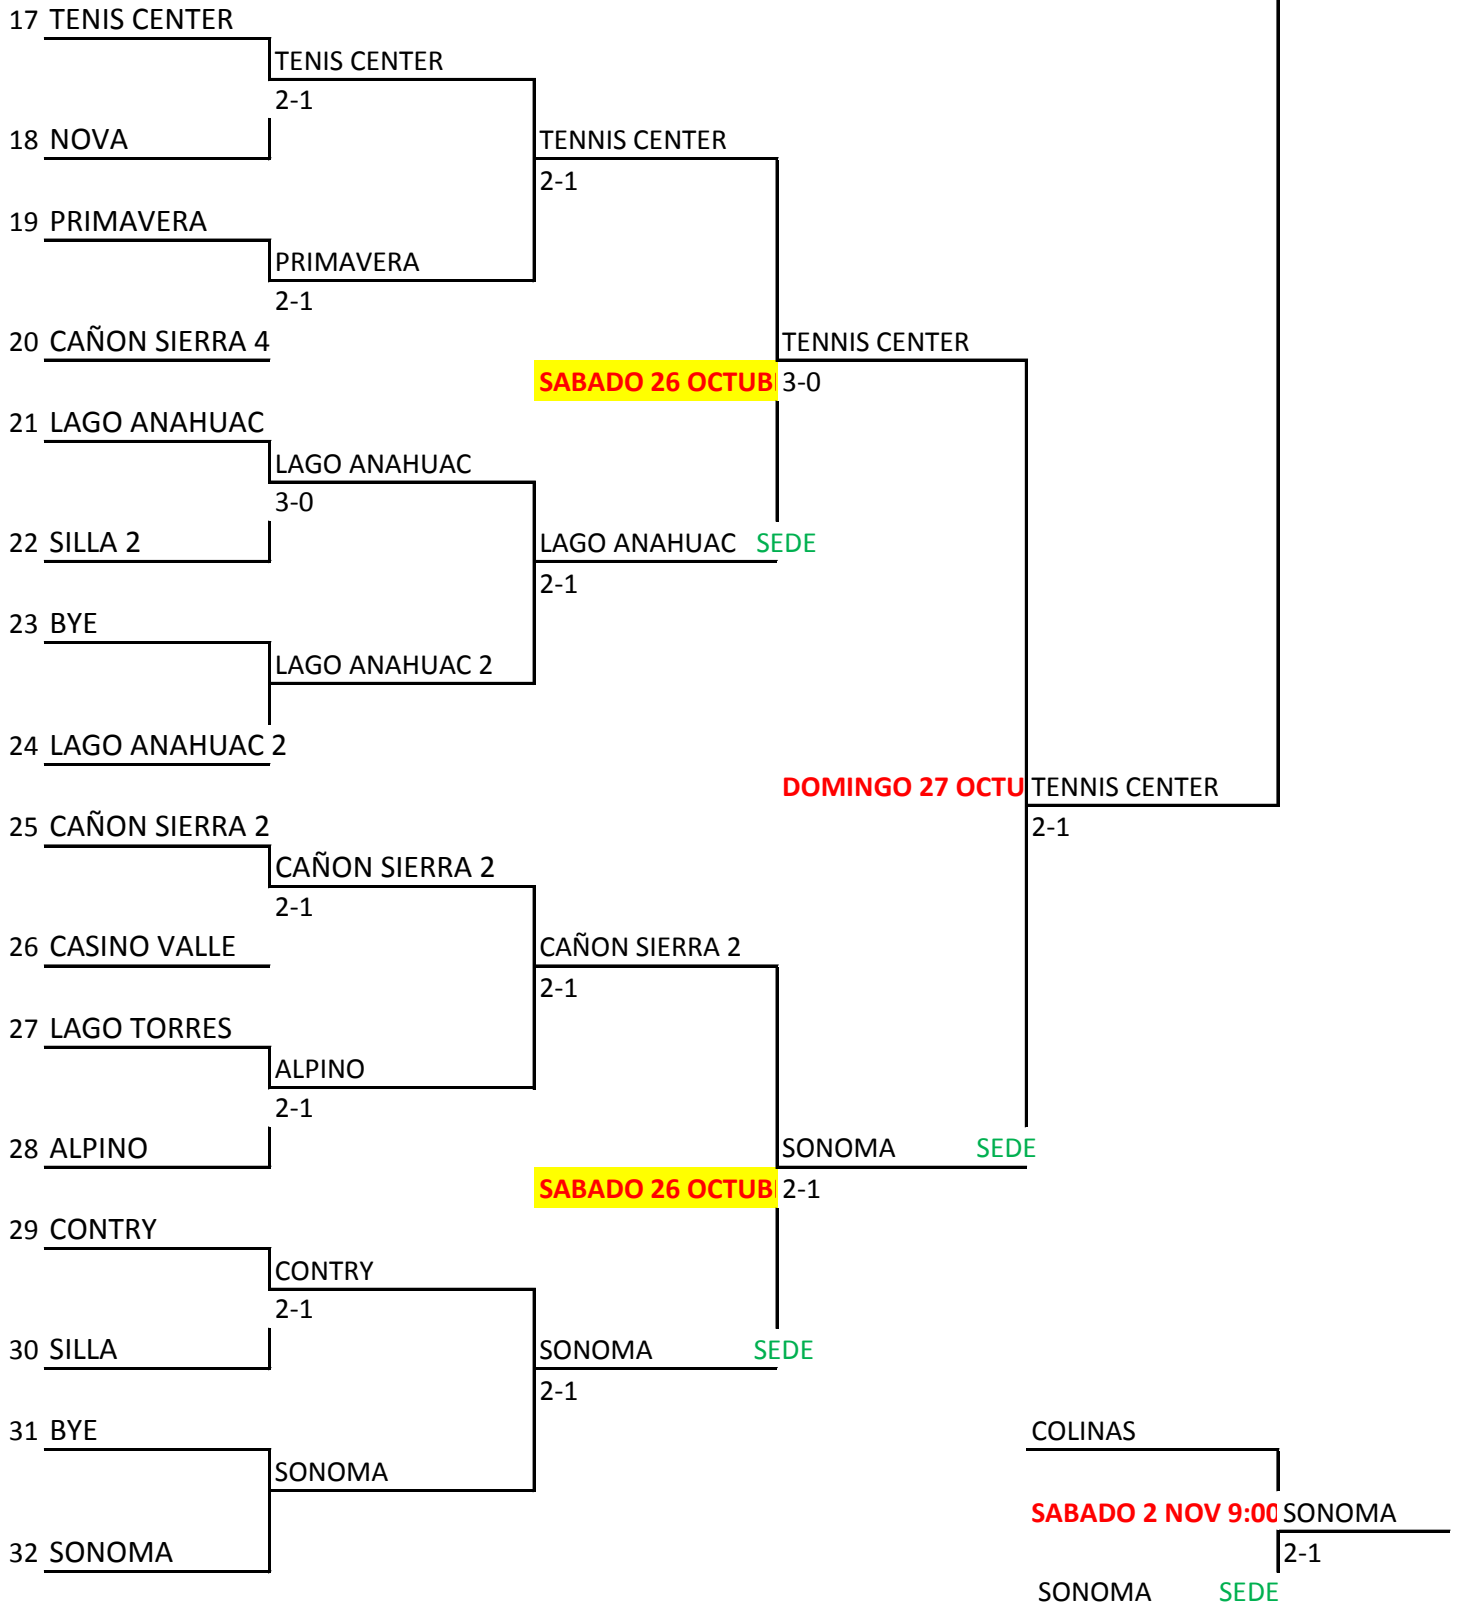 17 TENIS CENTER
TENIS CENTER
2-1
18 NOVA
TENNIS CENTER
2-1
19 PRIMAVERA
PRIMAVERA
2-1
20 CAÑON SIERRA 4
TENNIS CENTER
SABADO 26 OCTUB 3-0
21 LAGO ANAHUAC
LAGO ANAHUAC
3-0
22 SILLA 2
LAGO ANAHUAC SEDE
2-1
23 BYE
LAGO ANAHUAC 2
24 LAGO ANAHUAC 2
DOMINGO 27 OCTU TENNIS CENTER
25 CAÑON SIERRA 2
2-1
CAÑON SIERRA 2
2-1
26 CASINO VALLE
CAÑON SIERRA 2
2-1
27 LAGO TORRES
ALPINO
2-1
28 ALPINO
SONOMA SEDE
SABADO 26 OCTUB 2-1
29 CONTRY
CONTRY
2-1
30 SILLA
SONOMA SEDE
2-1
31 BYE
COLINAS
SONOMA
SABADO 2 NOV 9:00 SONOMA
32 SONOMA
2-1
SONOMA SEDE